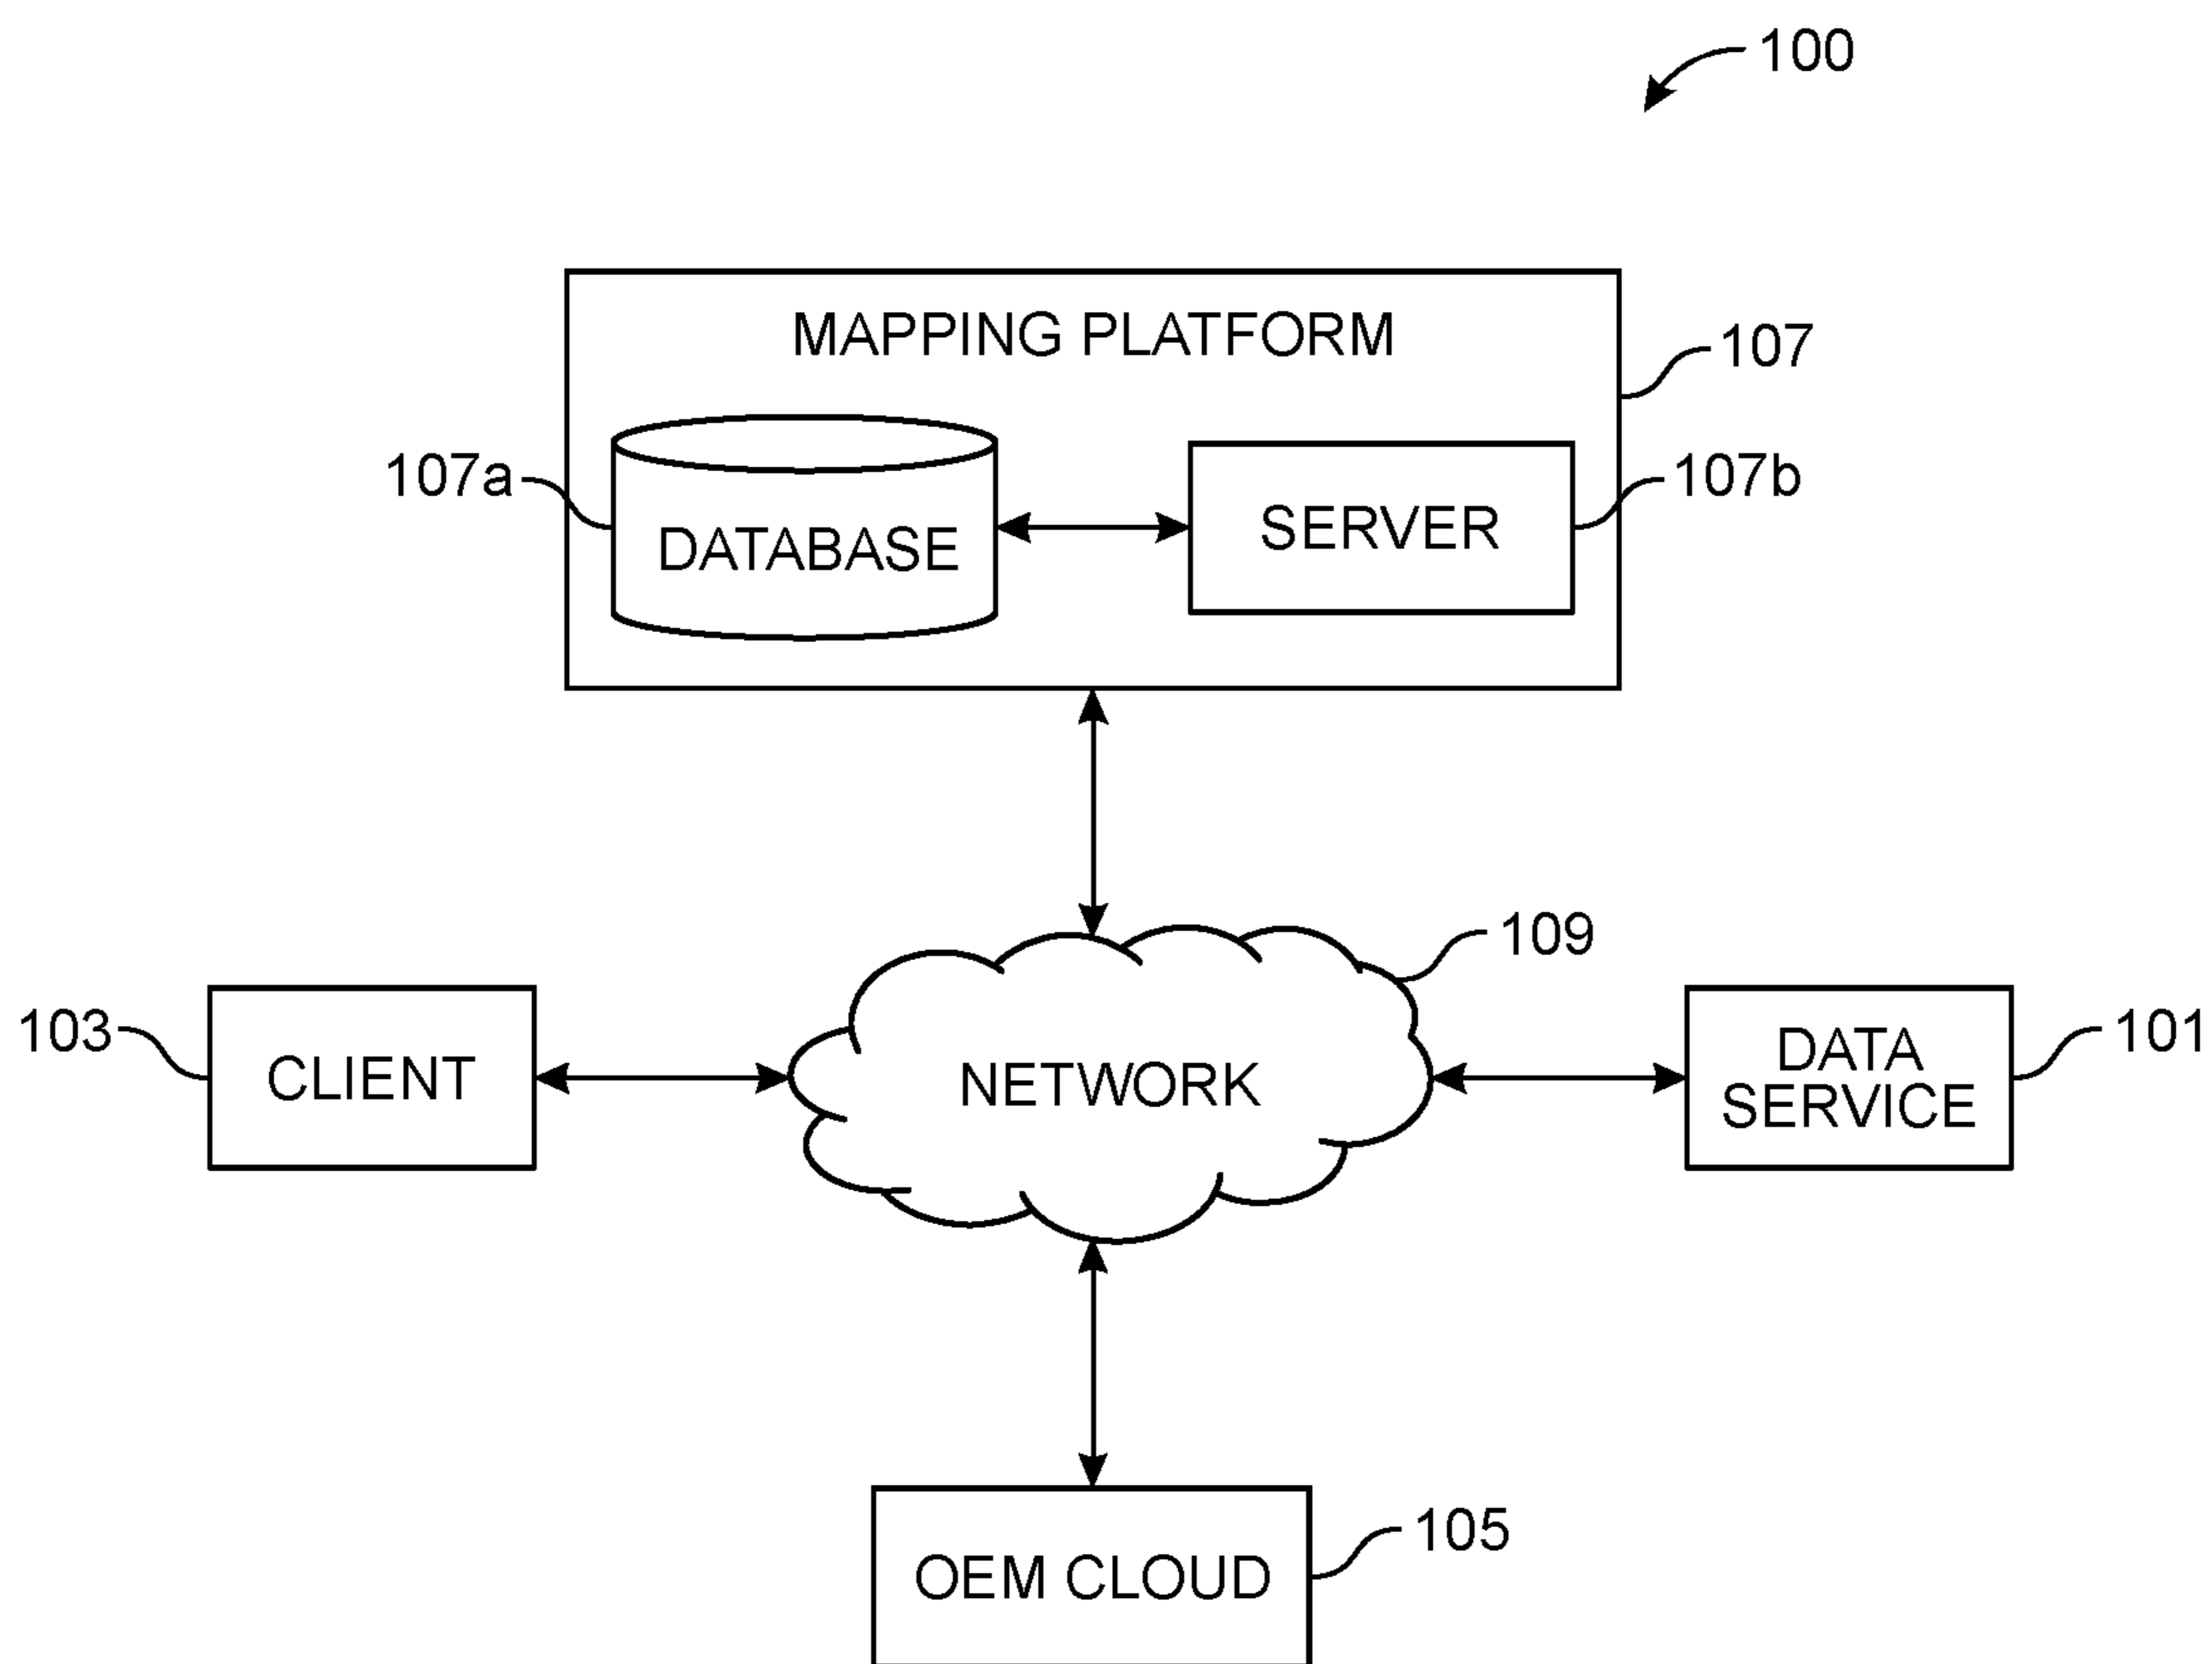 100
MAPPING PLATFORM
107
107a
DATABASE
SERVER
107b
109
103
CLIENT
NETWORK
DATA
SERVICE
101
OEM CLOUD
105